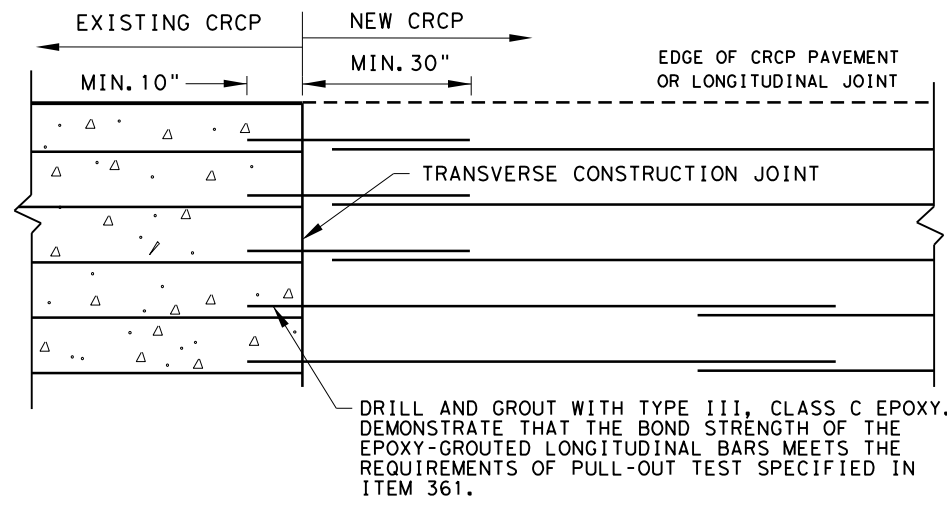 EXISTING CRCP
NEW CRCP
MIN. 10"
MIN. 30"
EDGE OF CRCP PAVEMENT
OR LONGITUDINAL JOINT
TRANSVERSE CONSTRUCTION JOINT
DRILL AND GROUT WITH TYPE III, CLASS C EPOXY.
DEMONSTRATE THAT THE BOND STRENGTH OF THE
EPOXY-GROUTED LONGITUDINAL BARS MEETS THE
REQUIREMENTS OF PULL-OUT TEST SPECIFIED IN
ITEM 361.